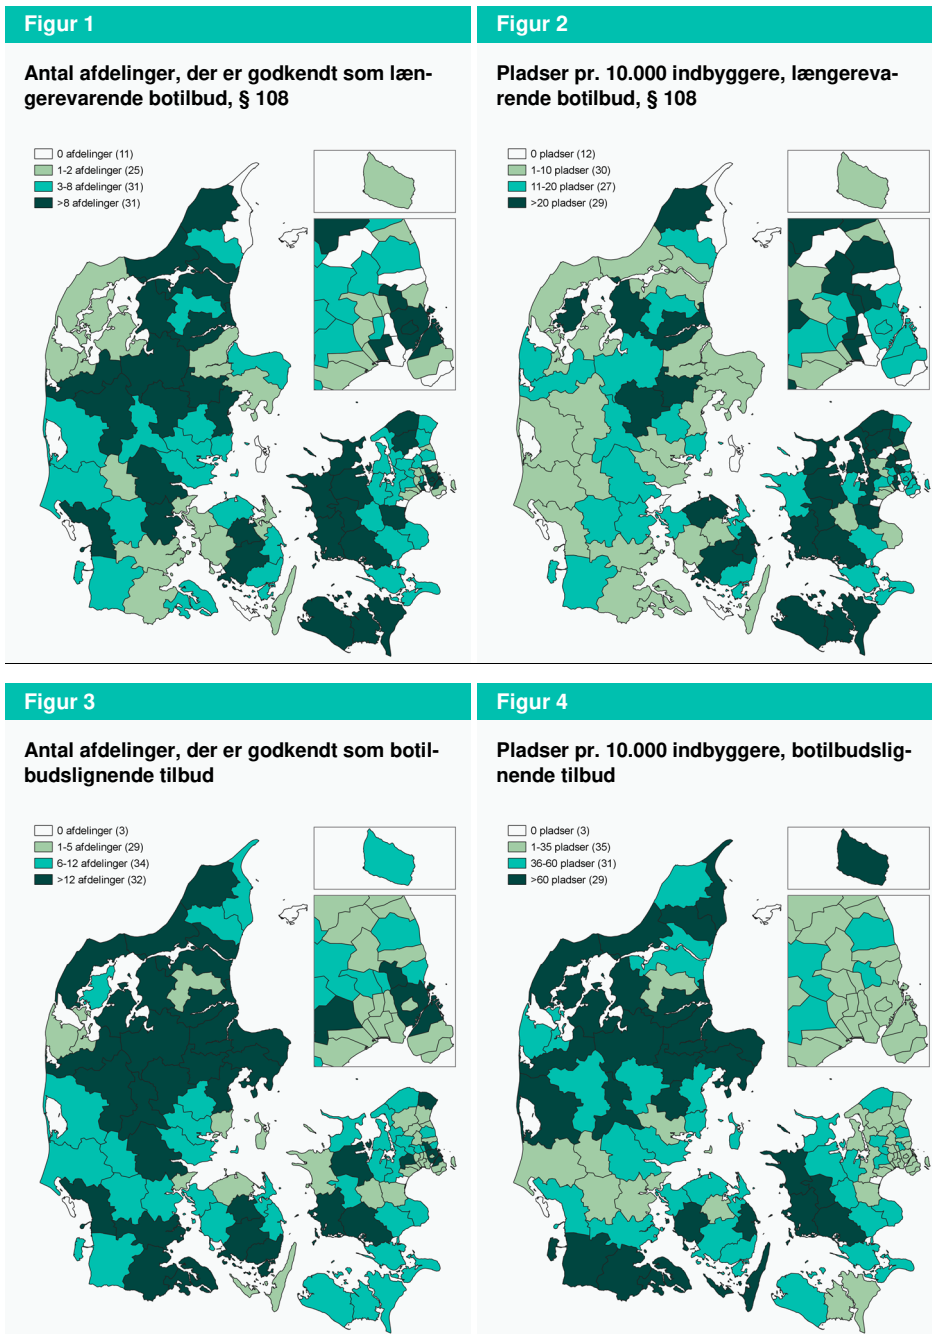 Figur 1
Antal afdelinger, der er godkendt som læn-
gerevarende botilbud, § 108
0 afdelinger (11)
1-2 afdelinger (25)
3-8 afdelinger (31)
>8 afdelinger (31)
Figur 2
Pladser pr. 10.000 indbyggere, længereva-
rende botilbud, § 108
0 pladser (12)
1-10 pladser (30)
11-20 pladser (27)
>20 pladser (29)
Figur 3
Antal afdelinger, der er godkendt som botil-
budslignende tilbud
0 afdelinger (3)
1-5 afdelinger (29)
6-12 afdelinger (34)
>12 afdelinger (32)
Figur 4
Pladser pr. 10.000 indbyggere, botilbudslig-
nende tilbud
0 pladser (3)
1-35 pladser (35)
36-60 pladser (31)
>60 pladser (29)